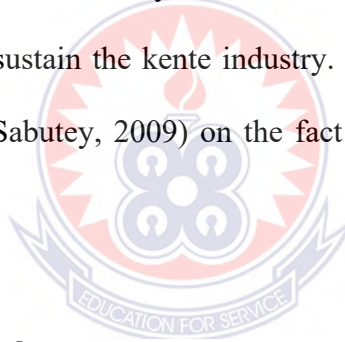 sustain the kente industry.
Sabutey, 2009) on the fact
EDUCATION FOR SERVICE